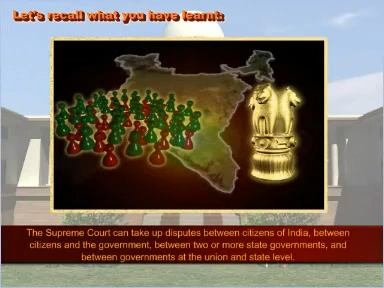 Let's recall what you have learnt:
The Supreme Court can take up disputes between citizens of India, between
citizens and the government, between two or more state governments, and
between governments at the union and state level.